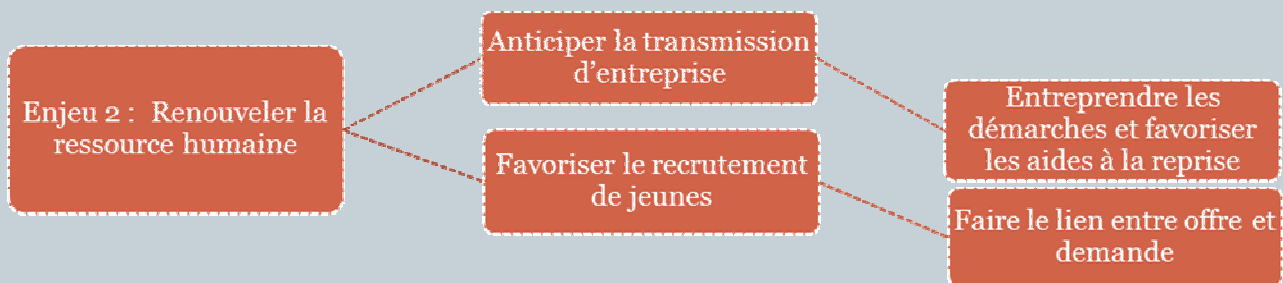 Enjeu 2 : Renouveler la
ressource humaine
Anticiper la transmission
d’entreprise
Favoriser le recrutement
de jeunes
Entreprendre les
démarches et favoriser
les aides à la reprise
Faire le lien entre offre et
demande